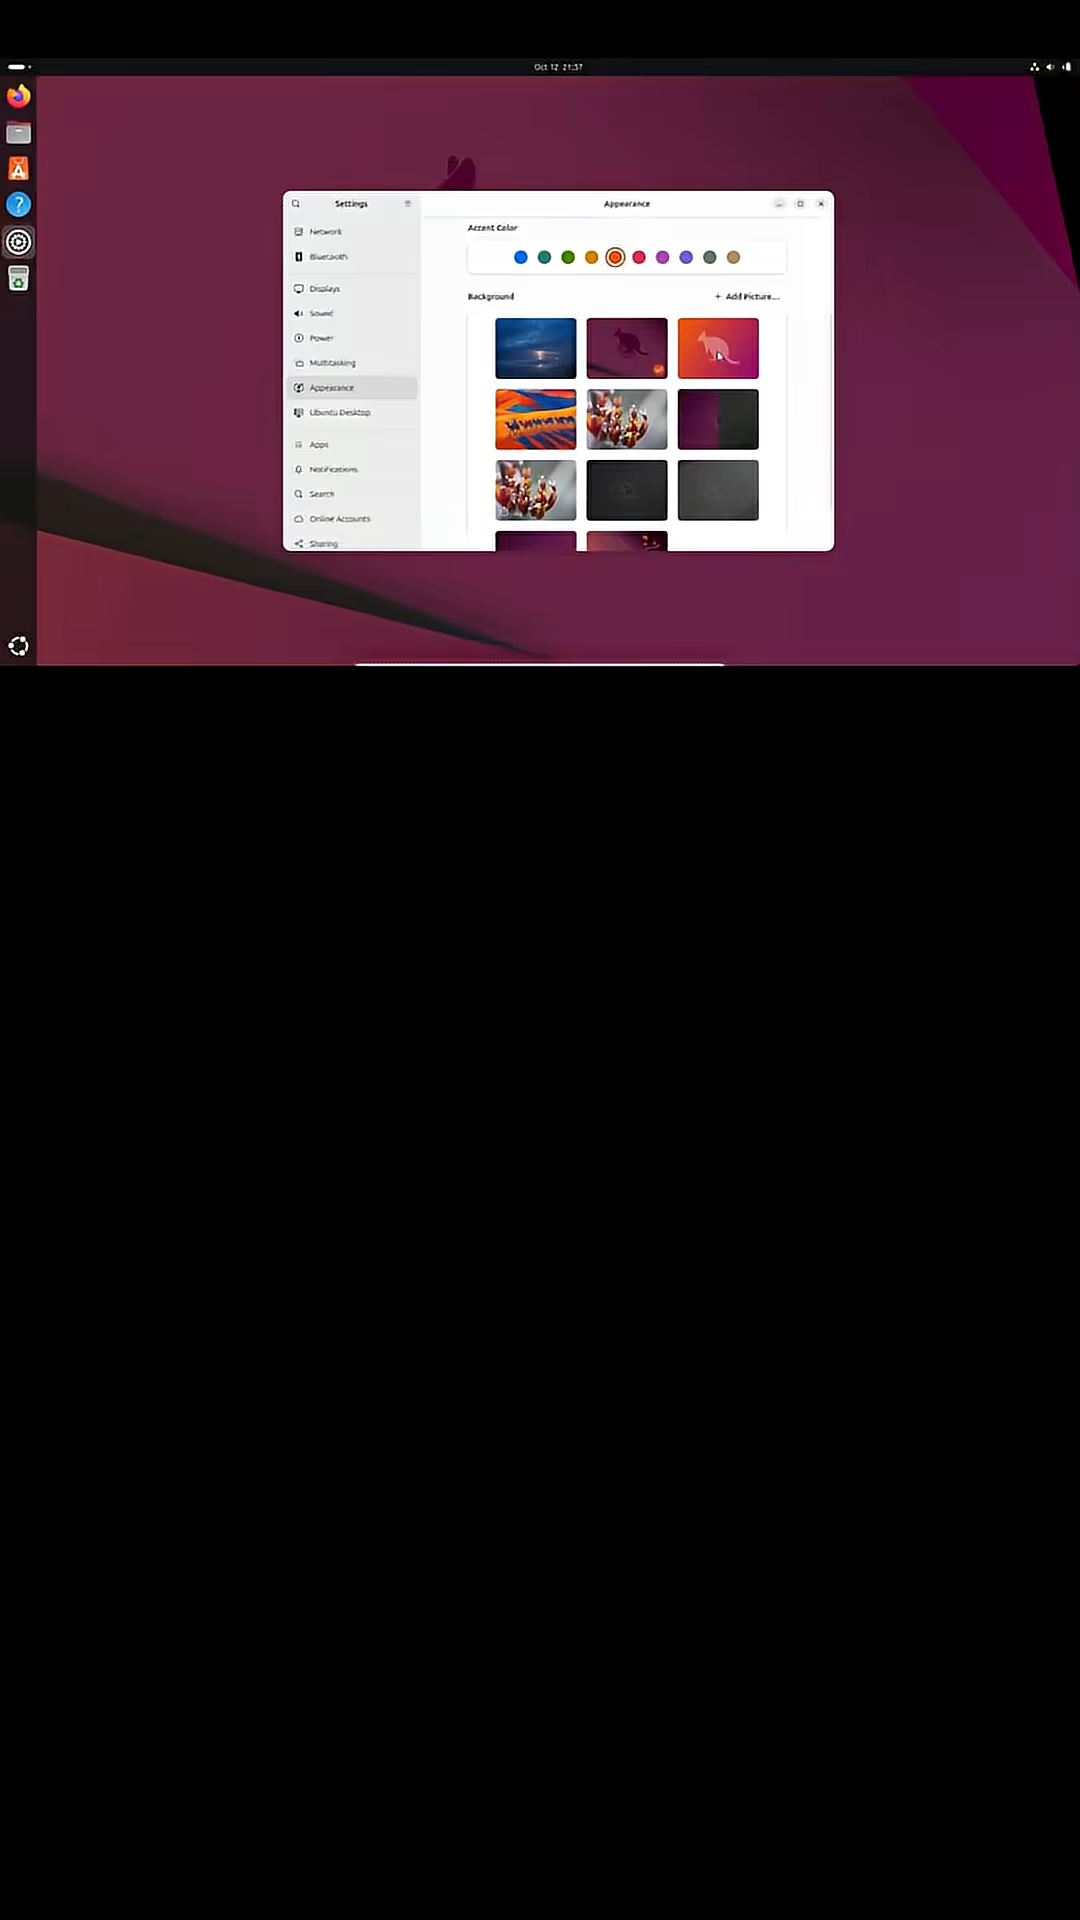 Oct 12 21:37
Settings
Appearance
Network
Bluetooth
Displays
Sound
Power
Multitasking
Appearance
Ubuntu Desktop
Apps
Notifications
Search
Online Accounts
Sharing
Accent Color
Background
+ Add Picture...